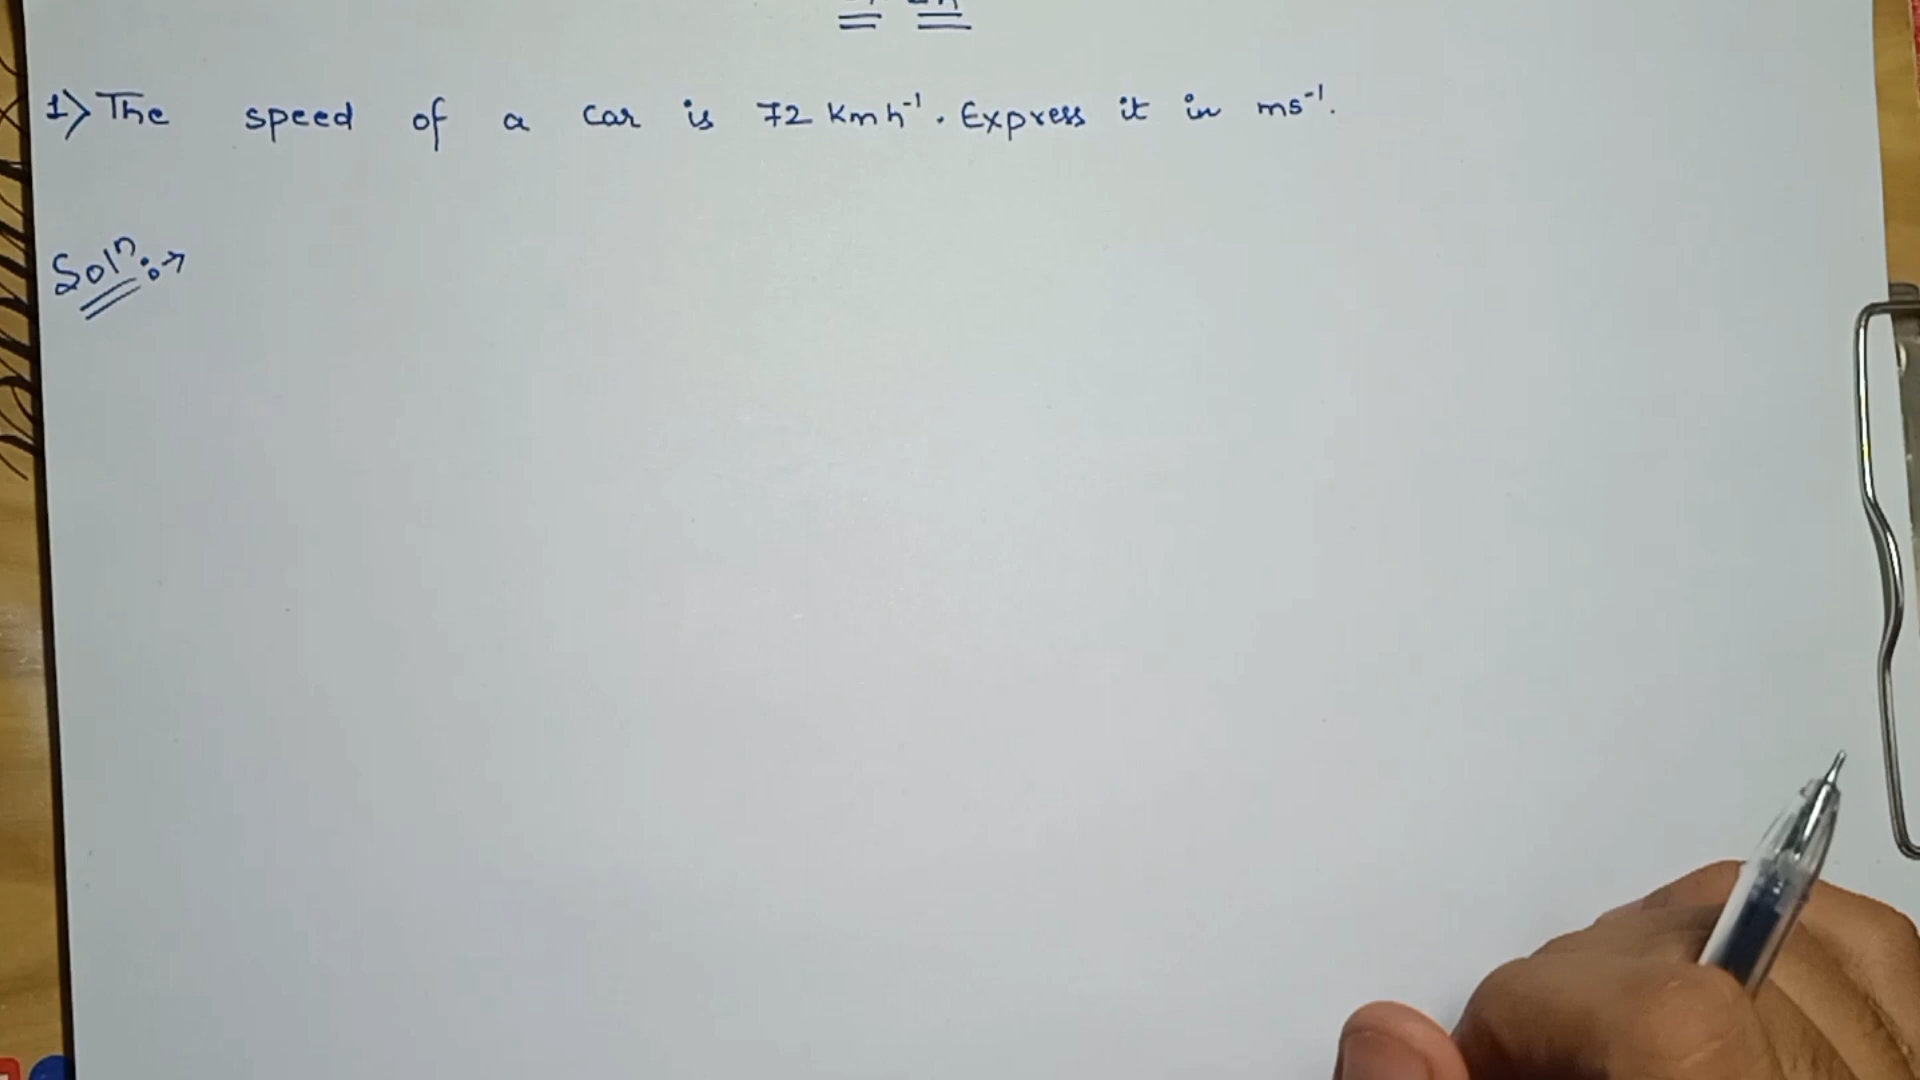 1) The speed of a car is 72 Kmh⁻¹. Express it in ms⁻¹.
Solⁿ:→